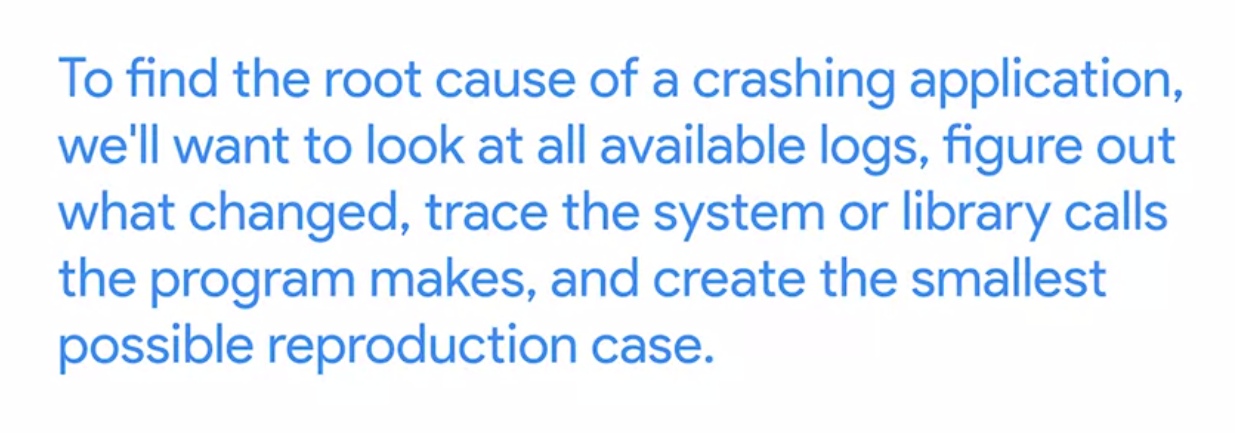 To find the root cause of a crashing application,
we'll want to look at all available logs, figure out
what changed, trace the system or library calls
the program makes, and create the smallest
possible reproduction case.